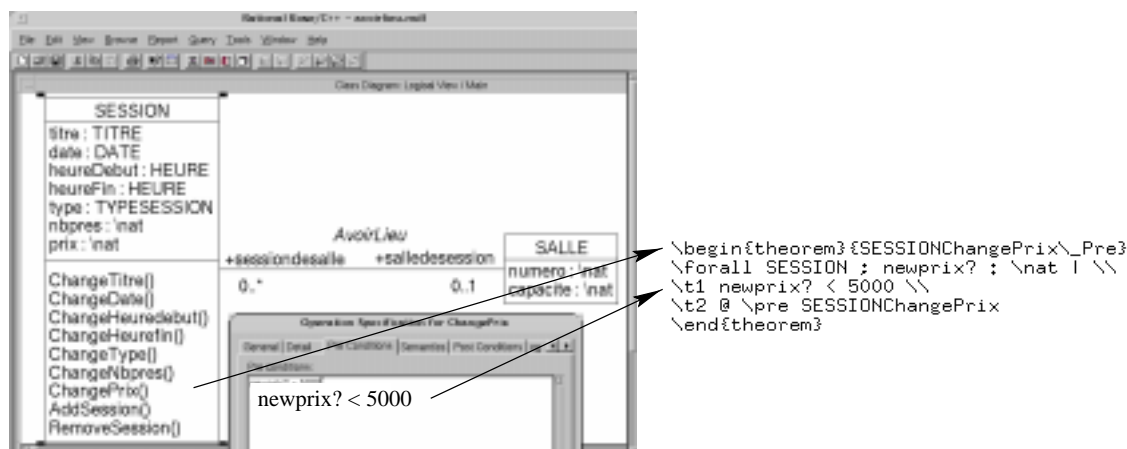 Rational Rose/C++ - avoirlieu.mdl
File Edit View Browse Report Query Tools Window Help
Class Diagram: Logical View / Main
SESSION
titre : TITRE
date : DATE
heureDebut : HEURE
heureFin : HEURE
type : TYPESESSION
nbpres : \nat
prix : \nat
ChangeTitre()
ChangeDate()
ChangeHeuredebut()
ChangeHeurefin()
ChangeType()
ChangeNbpres()
ChangePrix()
AddSession()
RemoveSession()
AvoirLieu
+sessiondesalle +salledesession
0..* 0..1
SALLE
numero : \nat
capacite : \nat
Operation Specification for ChangePrix
General Detail Pre Conditions Semantics Post Conditions
Pre Conditions:
newprix? < 5000
\begin{theorem}{SESSIONChangePrix\_Pre}
\forall SESSION ; newprix? : \nat | \\
\t1 newprix? < 5000 \\
\t2 @ \pre SESSIONChangePrix
\end{theorem}